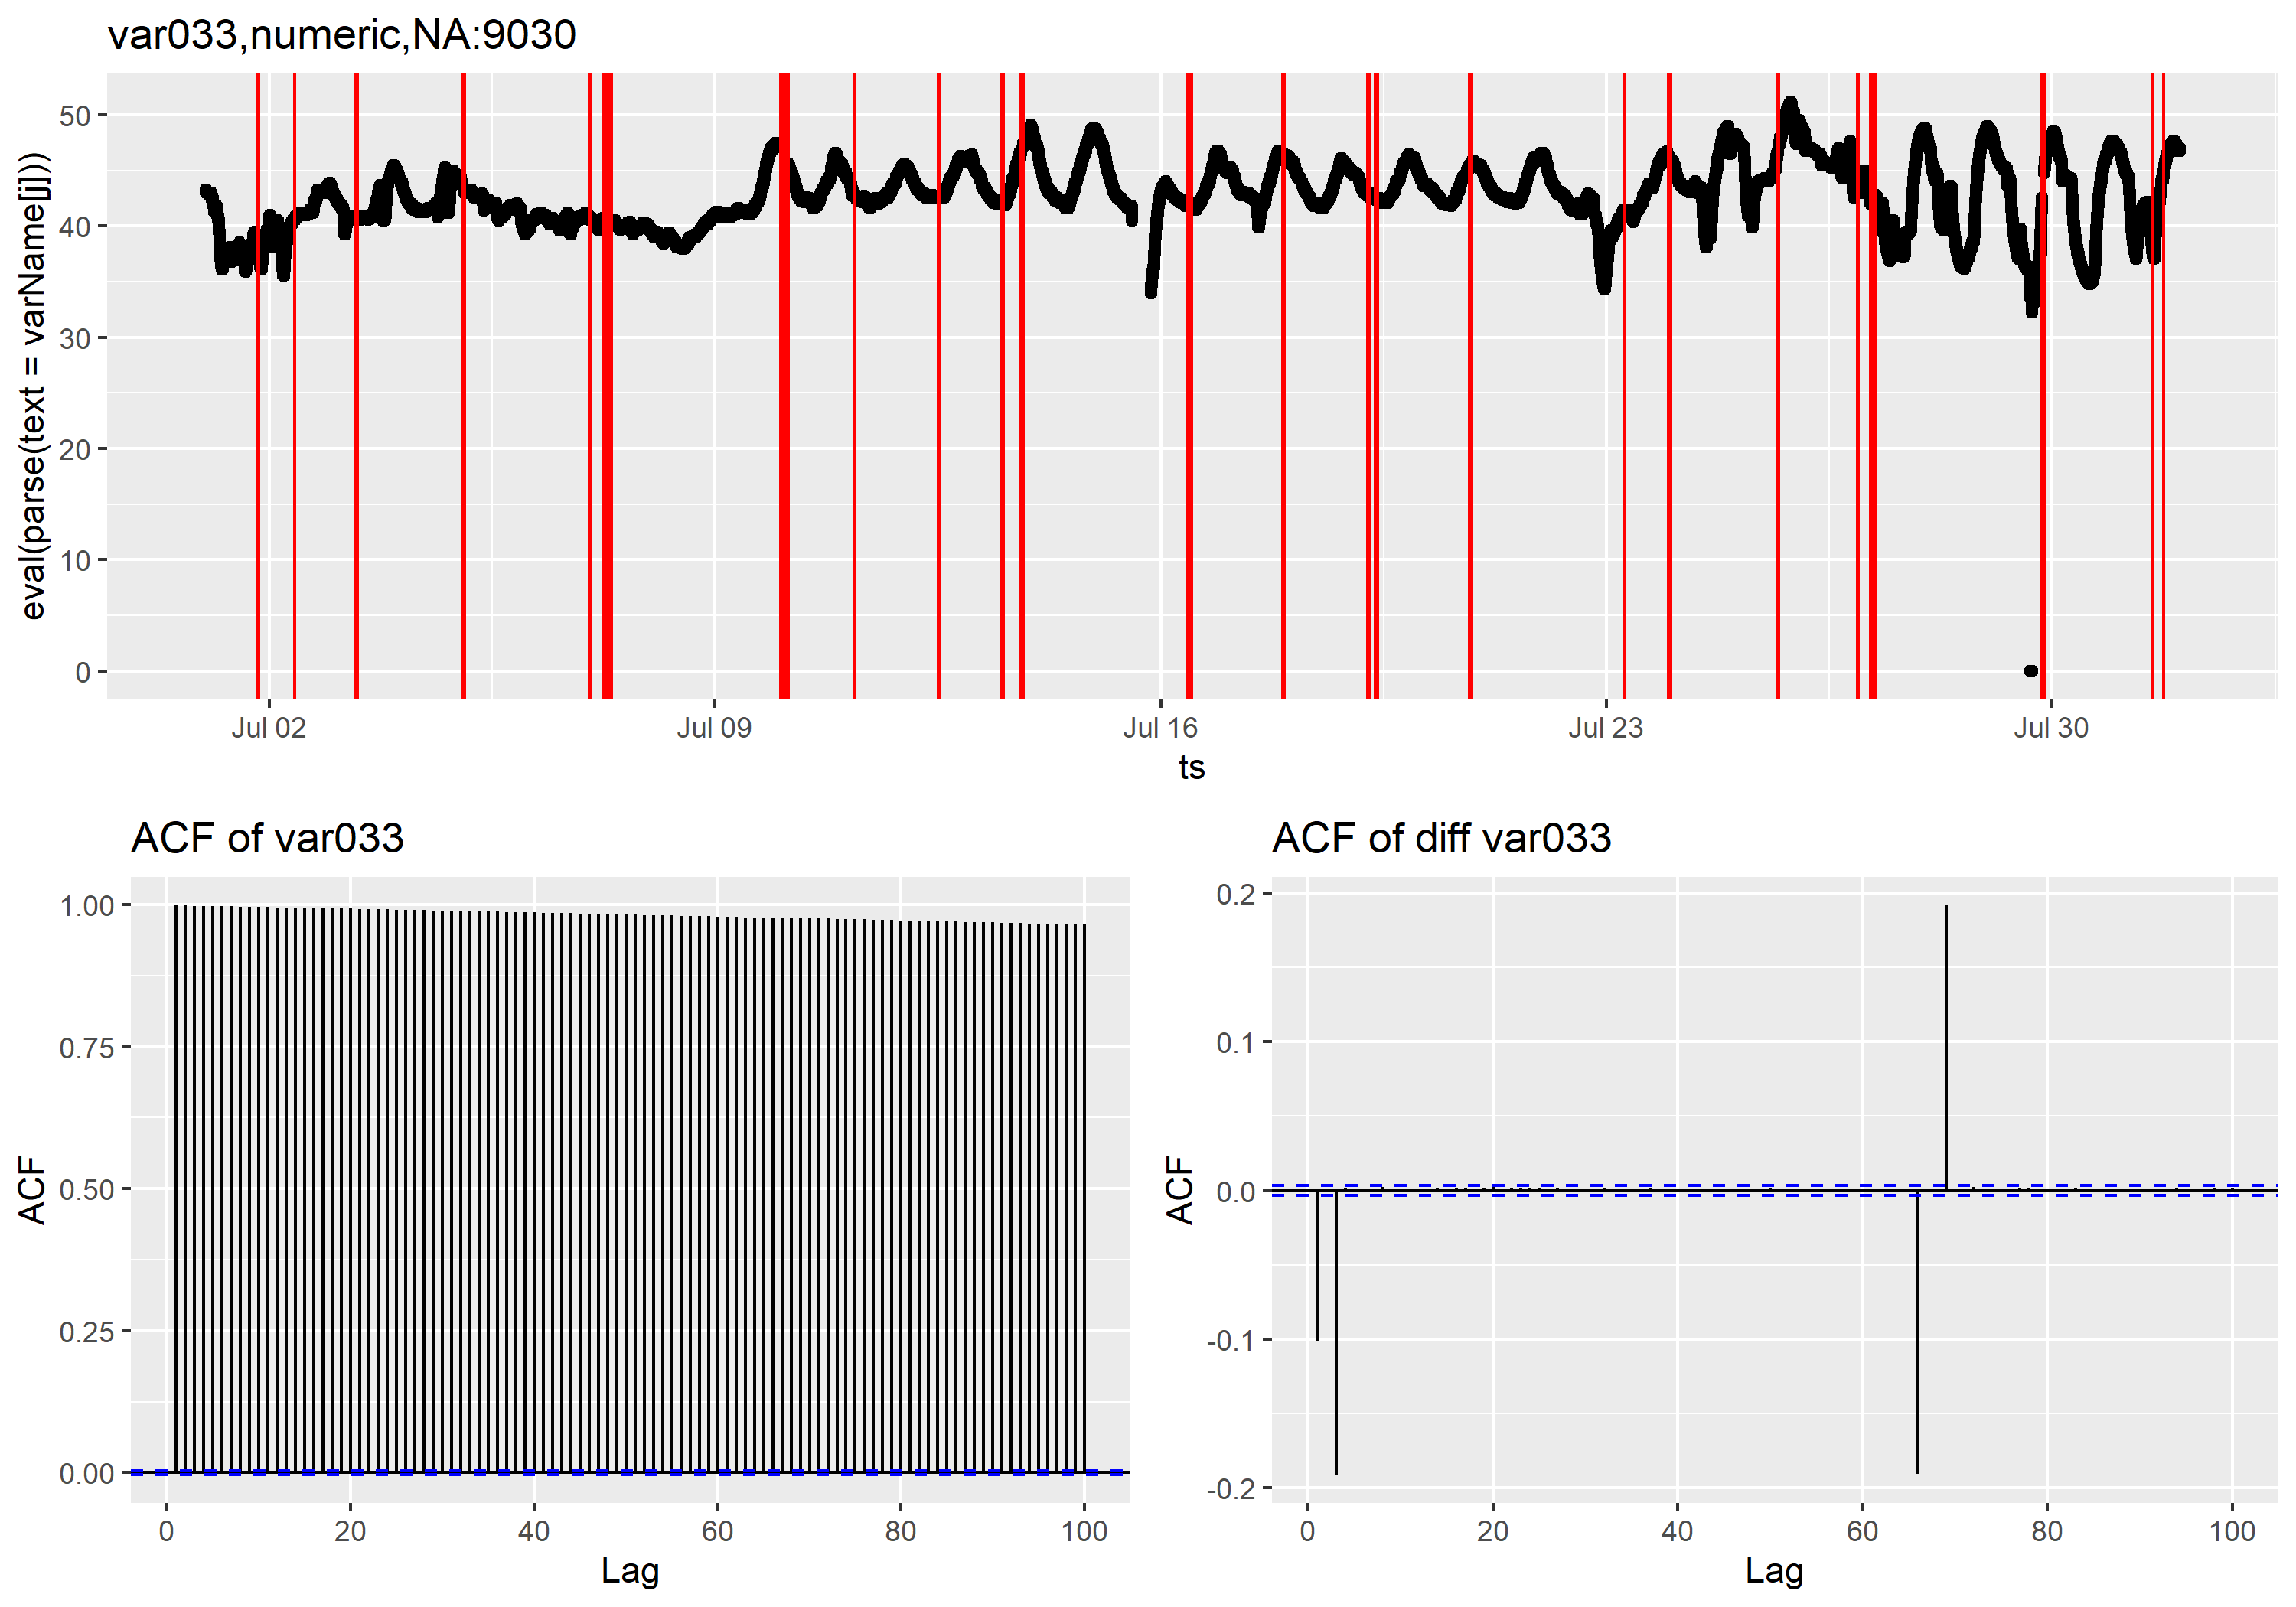 var033,numeric,NA:9030
eval(parse(text = varName[j]))
50
40
30
20
10
0
Jul 02
Jul 09
Jul 16
Jul 23
Jul 30
ts
ACF of var033
ACF
1.00
0.75
0.50
0.25
0.00
0
20
40
60
80
100
Lag
ACF of diff var033
ACF
0.2
0.1
0.0
-0.1
-0.2
0
20
40
60
80
100
Lag